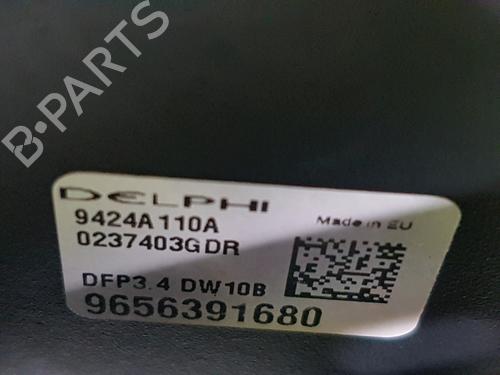 B-PARTS
DELPHI
9424A110A
Made in EU
0237403GDR
DFP3.4 DW10B
9656391680